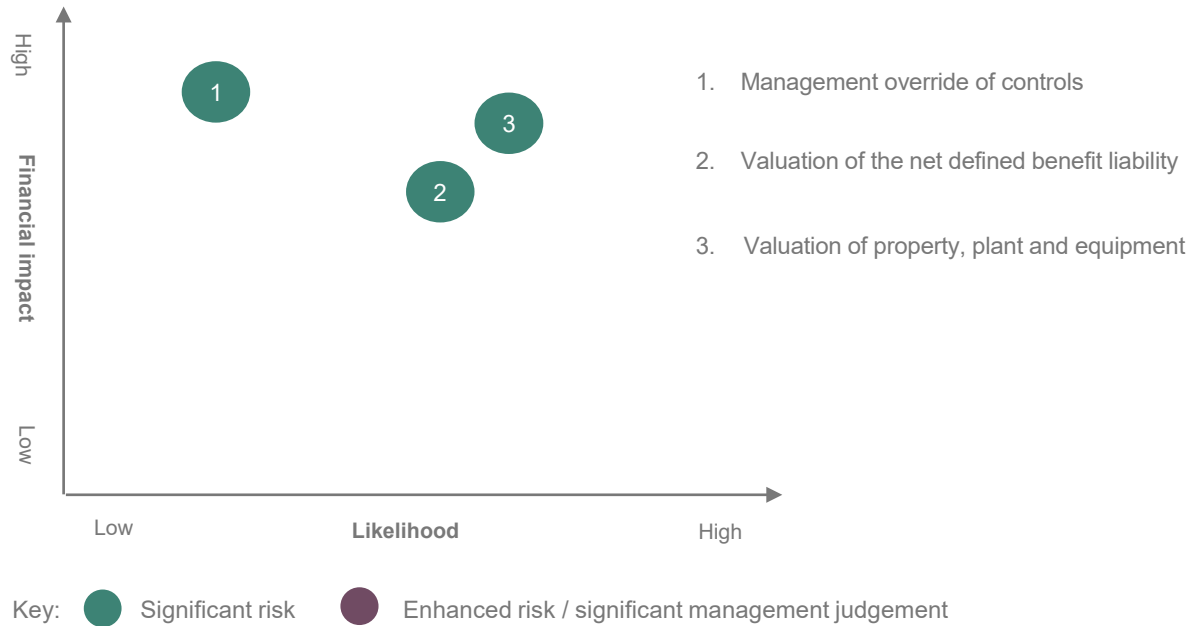 High
Financial impact
Low
1
3
2
1. Management override of controls
2. Valuation of the net defined benefit liability
3. Valuation of property, plant and equipment
Low
Likelihood
High
Key: Significant risk Enhanced risk / significant management judgement